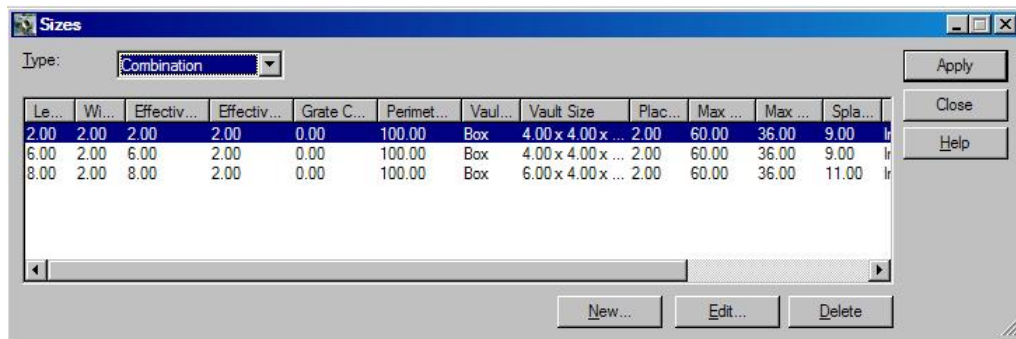 Sizes
Type: Combination
Apply
Close
Help
Le... Wi... Effectiv... Effectiv... Grate C... Perimet... Vaul... Vault Size Plac... Max ... Max ... Spla...
2.00 2.00 2.00 2.00 0.00 100.00 Box 4.00 x 4.00 x ... 2.00 60.00 36.00 9.00 Ir
6.00 2.00 6.00 2.00 0.00 100.00 Box 4.00 x 4.00 x ... 2.00 60.00 36.00 9.00 Ir
8.00 2.00 8.00 2.00 0.00 100.00 Box 6.00 x 4.00 x ... 2.00 60.00 36.00 11.00 Ir
New... Edit... Delete